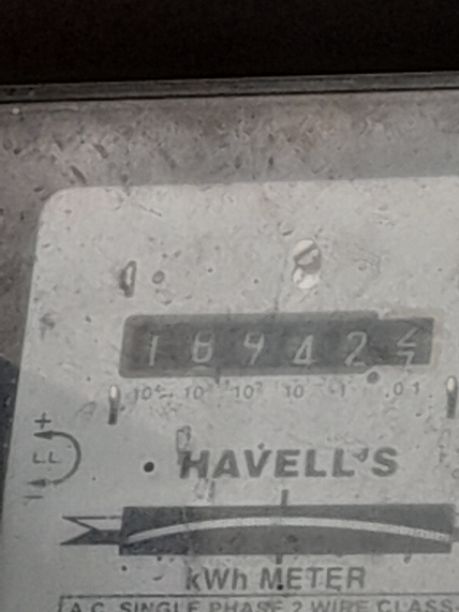 1 8 9 4 2
10⁴ 10³ 10² 10 1 0.1
HAVELL'S
kWh METER
A.C. SINGLE PHASE 2 WIRE CLASS